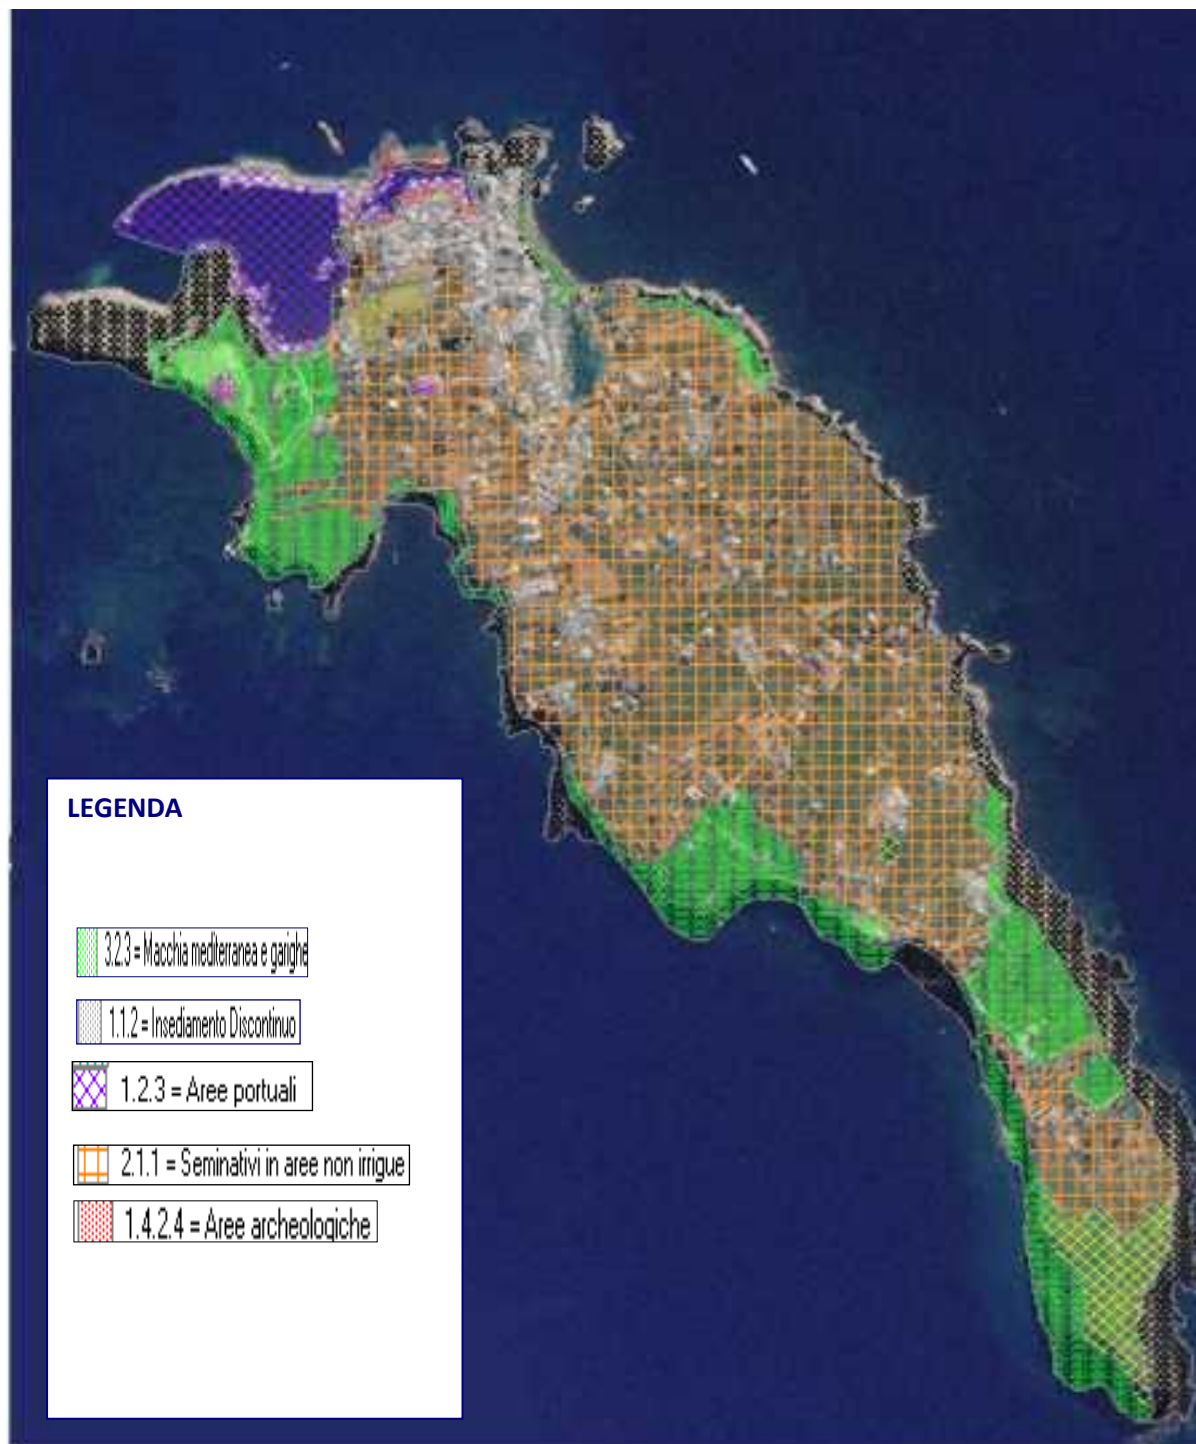 LEGENDA
3.2.3 = Macchia mediterranea e garighe
1.1.2 = Insediamento Discontinuo
1.2.3 = Aree portuali
2.1.1 = Seminativi in aree non irrigue
1.4.2.4 = Aree archeologiche